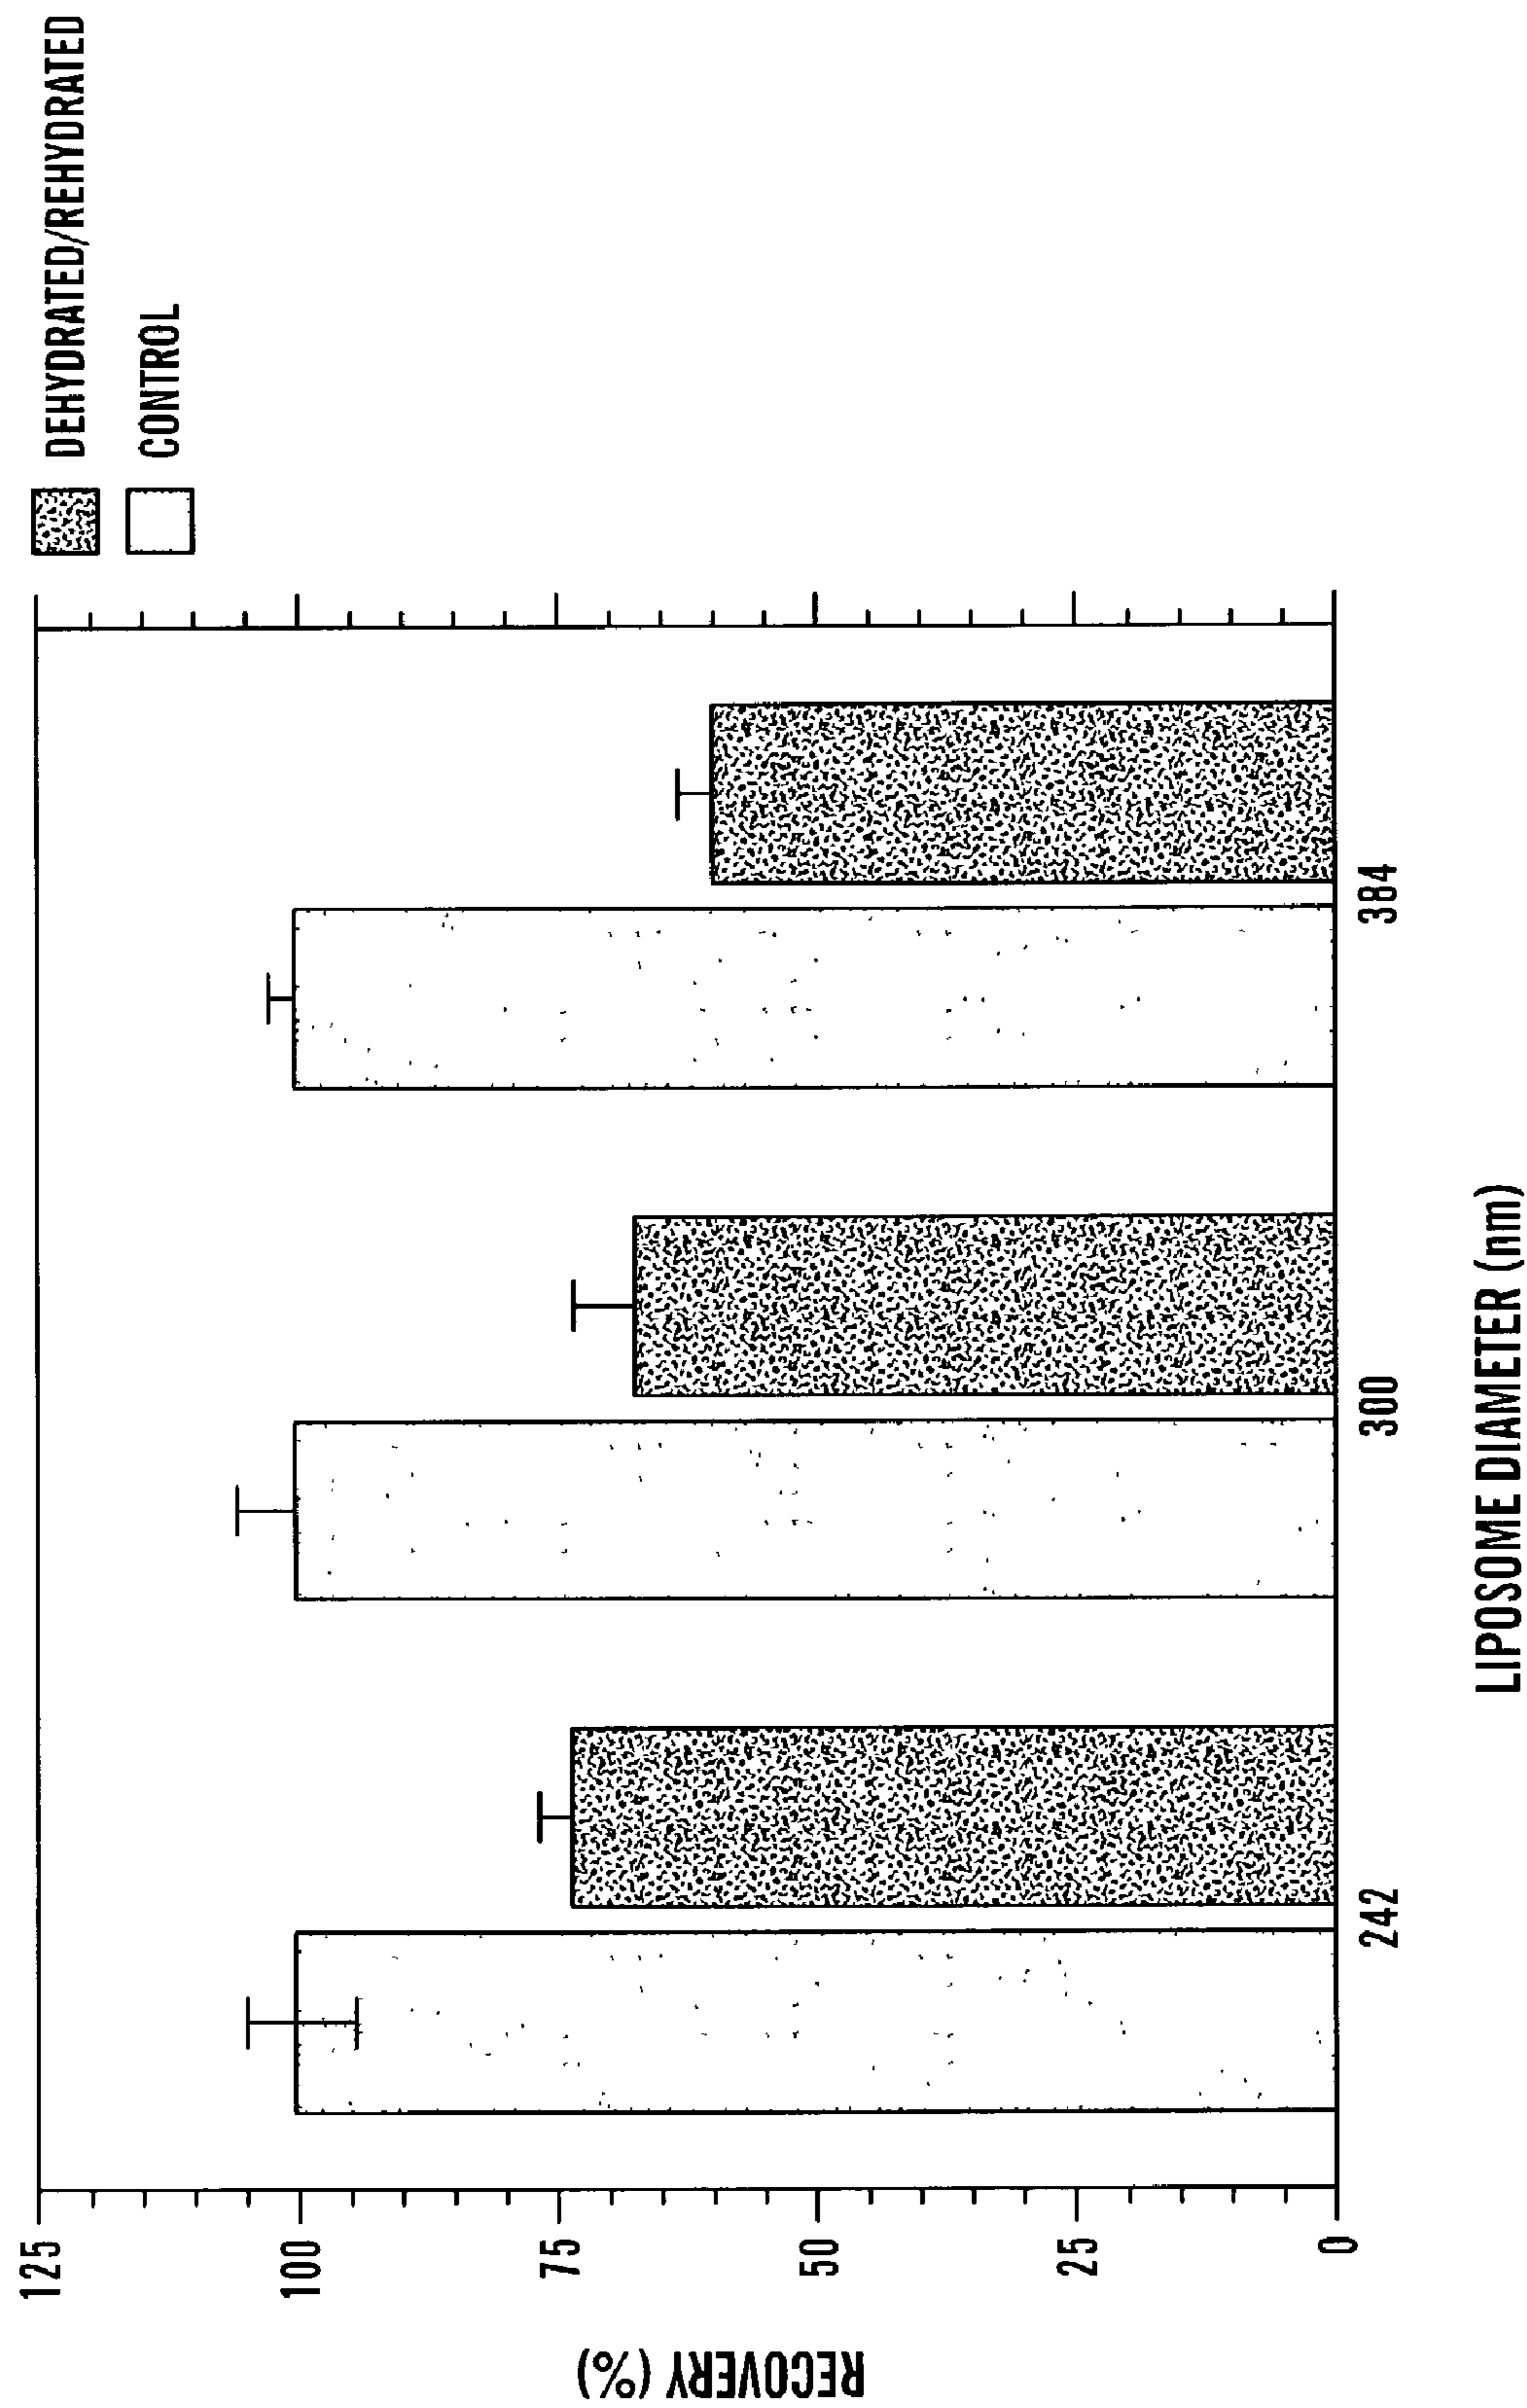 DEHYDRATED/REHYDRATED
CONTROL
RECOVERY (%)
125
100
75
50
25
0
242
300
384
LIPOSOME DIAMETER (nm)